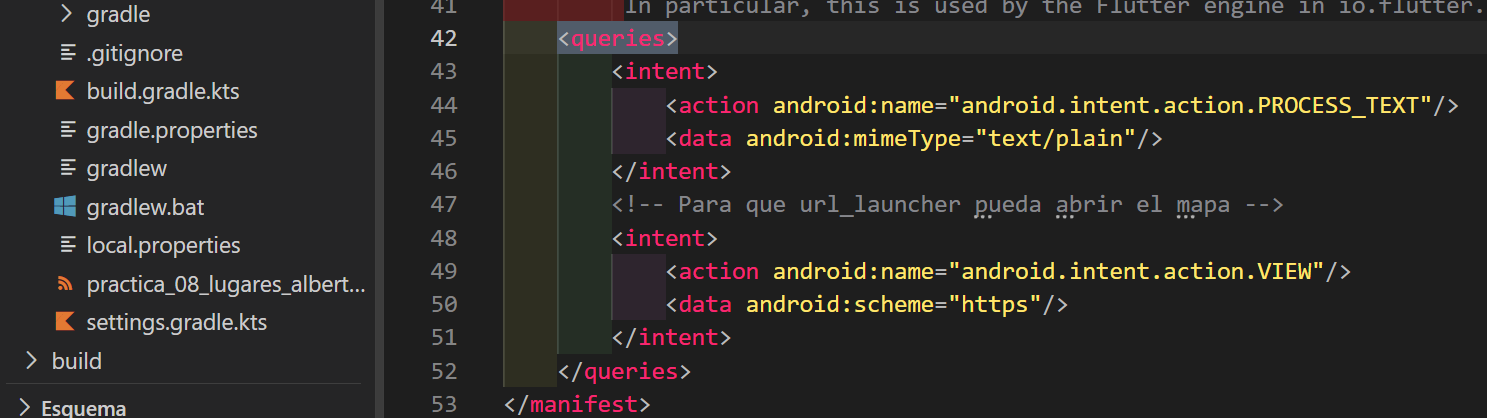 gradle
.gitignore
build.gradle.kts
gradle.properties
gradlew
gradlew.bat
local.properties
practica_08_lugares_albert...
settings.gradle.kts
build
Esquema
41 In particular, this is used by the Flutter engine in io.flutter.
42 <queries>
43 <intent>
44 <action android:name="android.intent.action.PROCESS_TEXT"/>
45 <data android:mimeType="text/plain"/>
46 </intent>
47 <!-- Para que url_launcher pueda abrir el mapa -->
48 <intent>
49 <action android:name="android.intent.action.VIEW"/>
50 <data android:scheme="https"/>
51 </intent>
52 </queries>
53 </manifest>